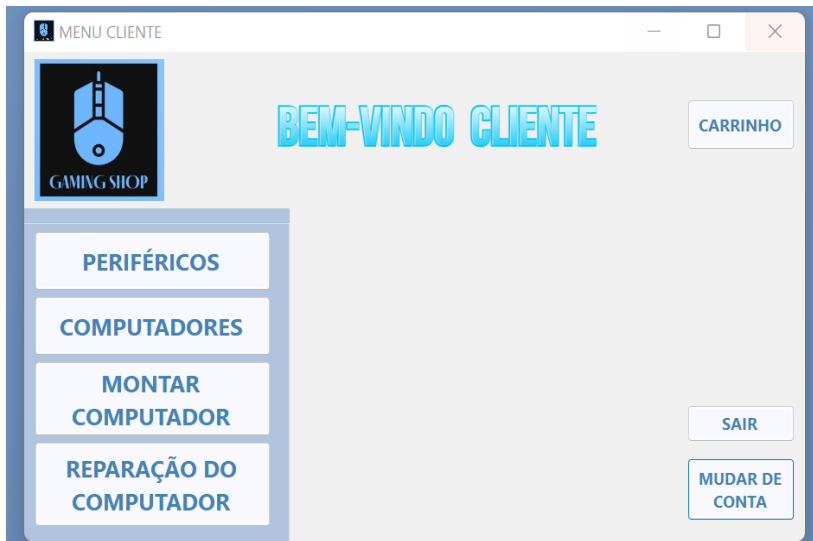 MENU CLIENTE
GAMING SHOP
BEM-VINDO CLIENTE
CARRINHO
PERIFÉRICOS
COMPUTADORES
MONTAR
COMPUTADOR
REPARAÇÃO DO
COMPUTADOR
SAIR
MUDAR DE
CONTA